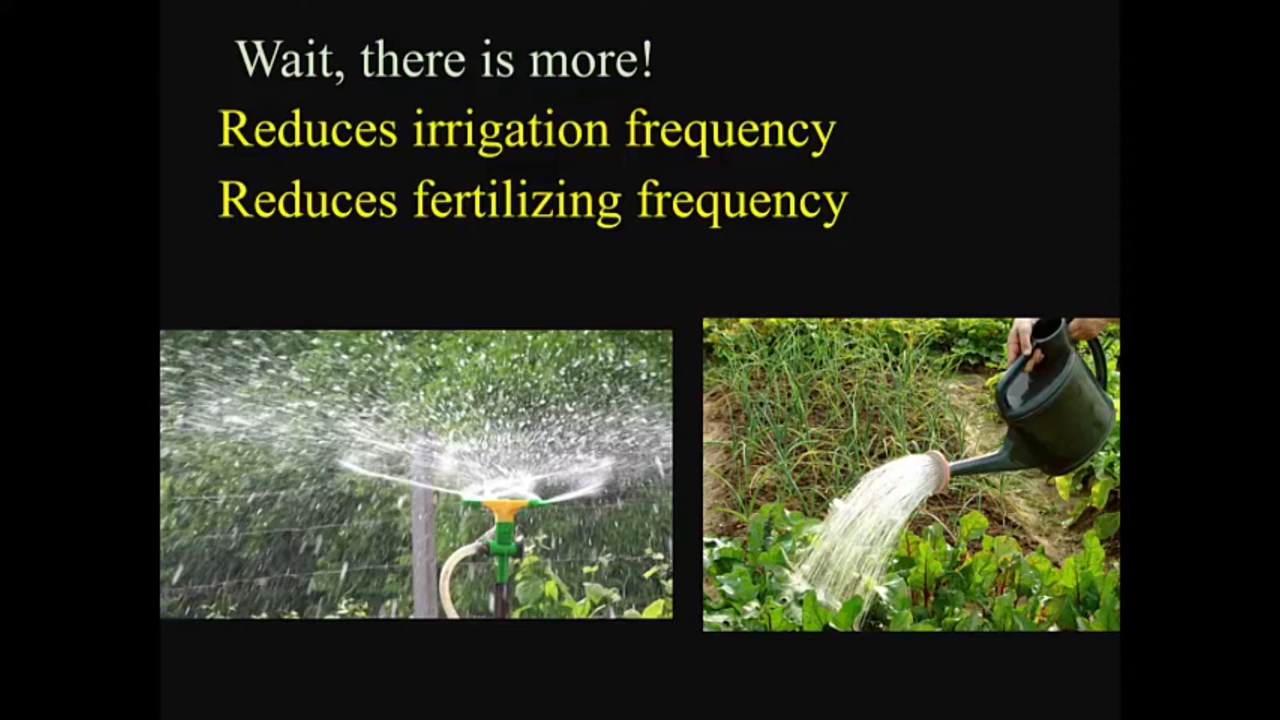 Wait, there is more!
Reduces irrigation frequency
Reduces fertilizing frequency